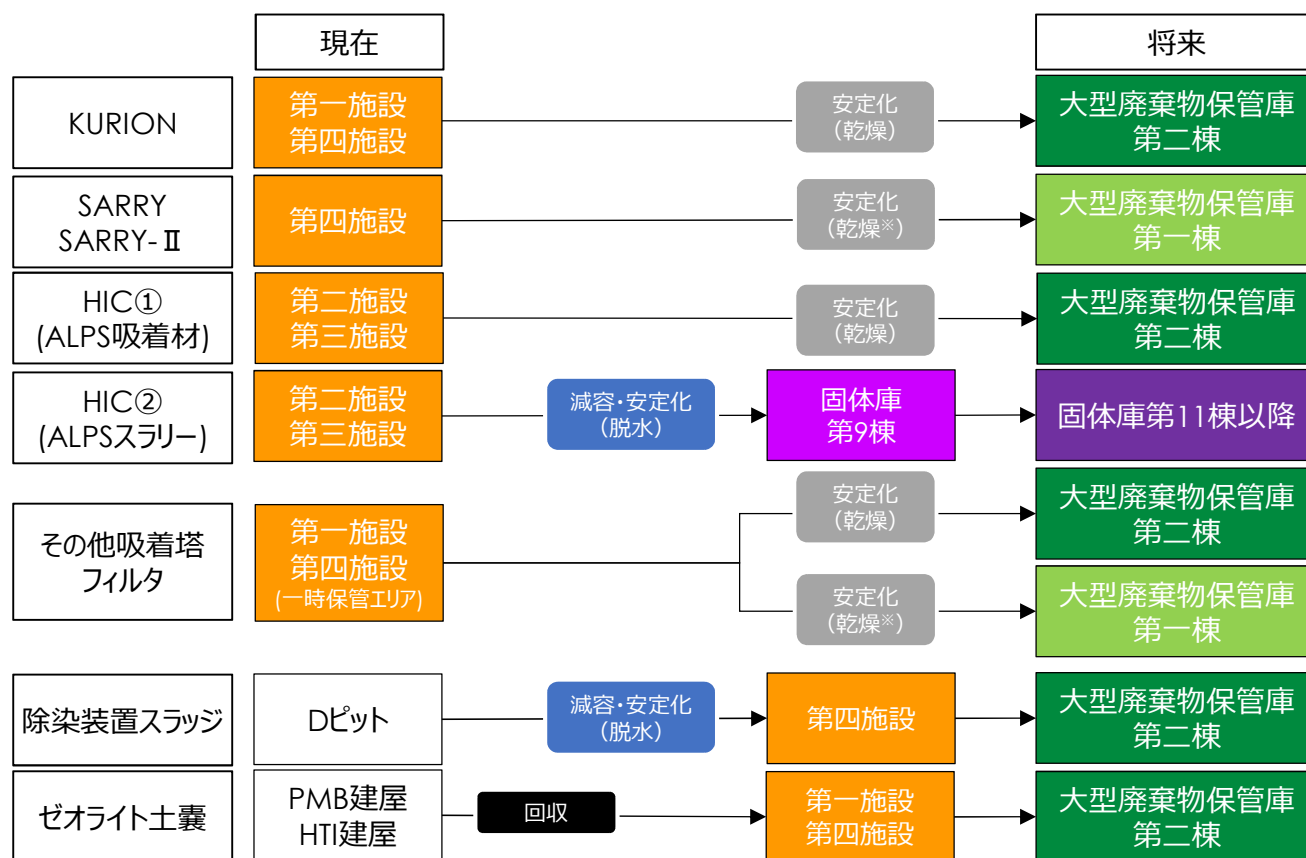 現在
将来
KURION
第一施設
第四施設
安定化
(乾燥)
大型廃棄物保管庫
第二棟
SARRY
SARRY-Ⅱ
第四施設
安定化
(乾燥※)
大型廃棄物保管庫
第一棟
HIC①
(ALPS吸着材)
第二施設
第三施設
安定化
(乾燥)
大型廃棄物保管庫
第二棟
HIC②
(ALPSスラリー)
第二施設
第三施設
減容・安定化
(脱水)
固体庫
第9棟
固体庫第11棟以降
その他吸着塔
フィルタ
第一施設
第四施設
(一時保管エリア)
安定化
(乾燥)
大型廃棄物保管庫
第二棟
安定化
(乾燥※)
大型廃棄物保管庫
第一棟
除染装置スラッジ
Dピット
減容・安定化
(脱水)
第四施設
大型廃棄物保管庫
第二棟
ゼオライト土嚢
PMB建屋
HTI建屋
回収
第一施設
第四施設
大型廃棄物保管庫
第二棟